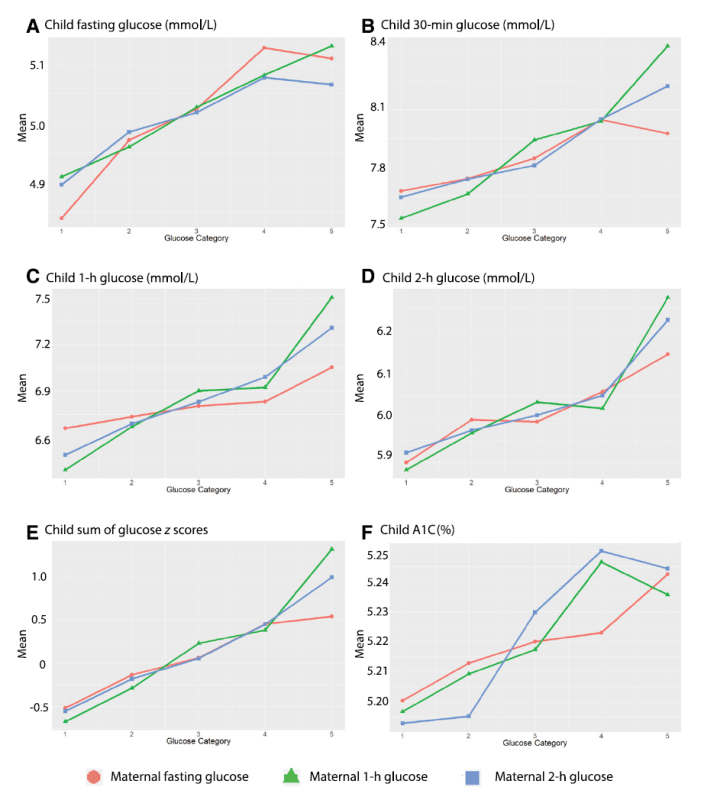 A Child fasting glucose (mmol/L)
5.1
5.0
4.9
Mean
1 2 3 4 5
Glucose Category
B Child 30-min glucose (mmol/L)
8.4
8.1
7.8
7.5
Mean
1 2 3 4 5
Glucose Category
C Child 1-h glucose (mmol/L)
7.5
7.2
6.9
6.6
Mean
1 2 3 4 5
Glucose Category
D Child 2-h glucose (mmol/L)
6.2
6.1
6.0
5.9
Mean
1 2 3 4 5
Glucose Category
E Child sum of glucose z scores
1.0
0.5
0
-0.5
Mean
1 2 3 4 5
Glucose Category
F Child A1C(%)
5.25
5.24
5.23
5.22
5.21
5.20
Mean
1 2 3 4 5
Glucose Category
Maternal fasting glucose Maternal 1-h glucose Maternal 2-h glucose